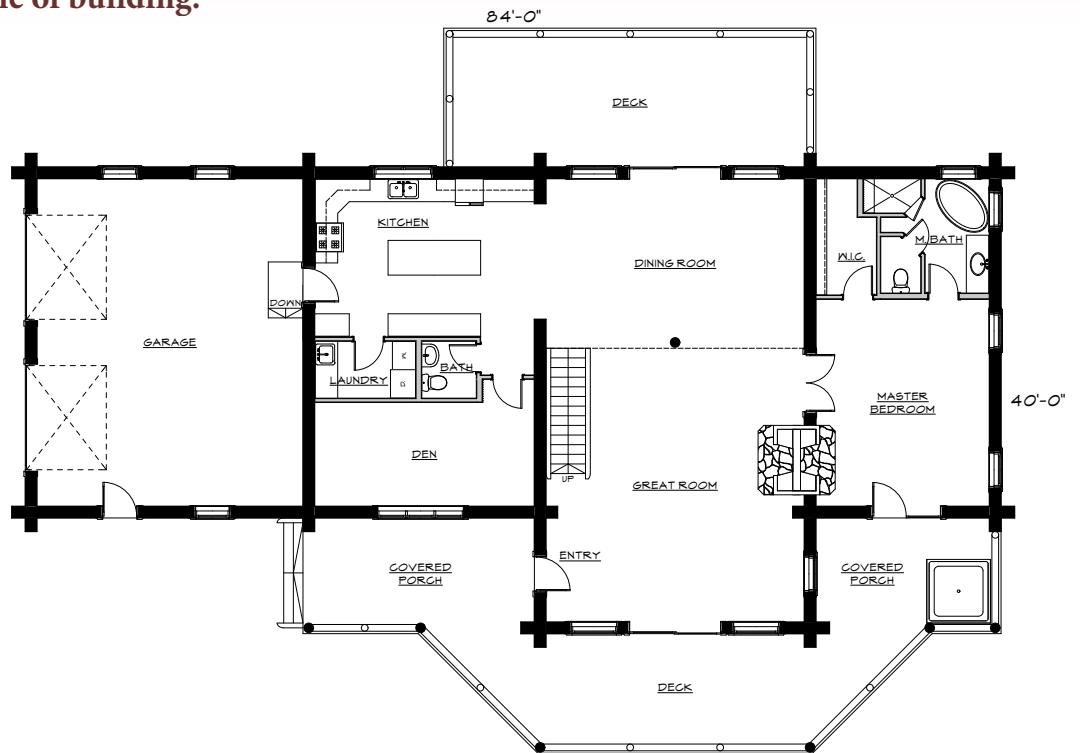 of building.
84'-0"
DECK
KITCHEN
DINING ROOM
W.I.C.
M. BATH
DOWN
GARAGE
LAUNDRY
BATH
MASTER
BEDROOM
40'-0"
DEN
UP
GREAT ROOM
ENTRY
COVERED
PORCH
COVERED
PORCH
DECK